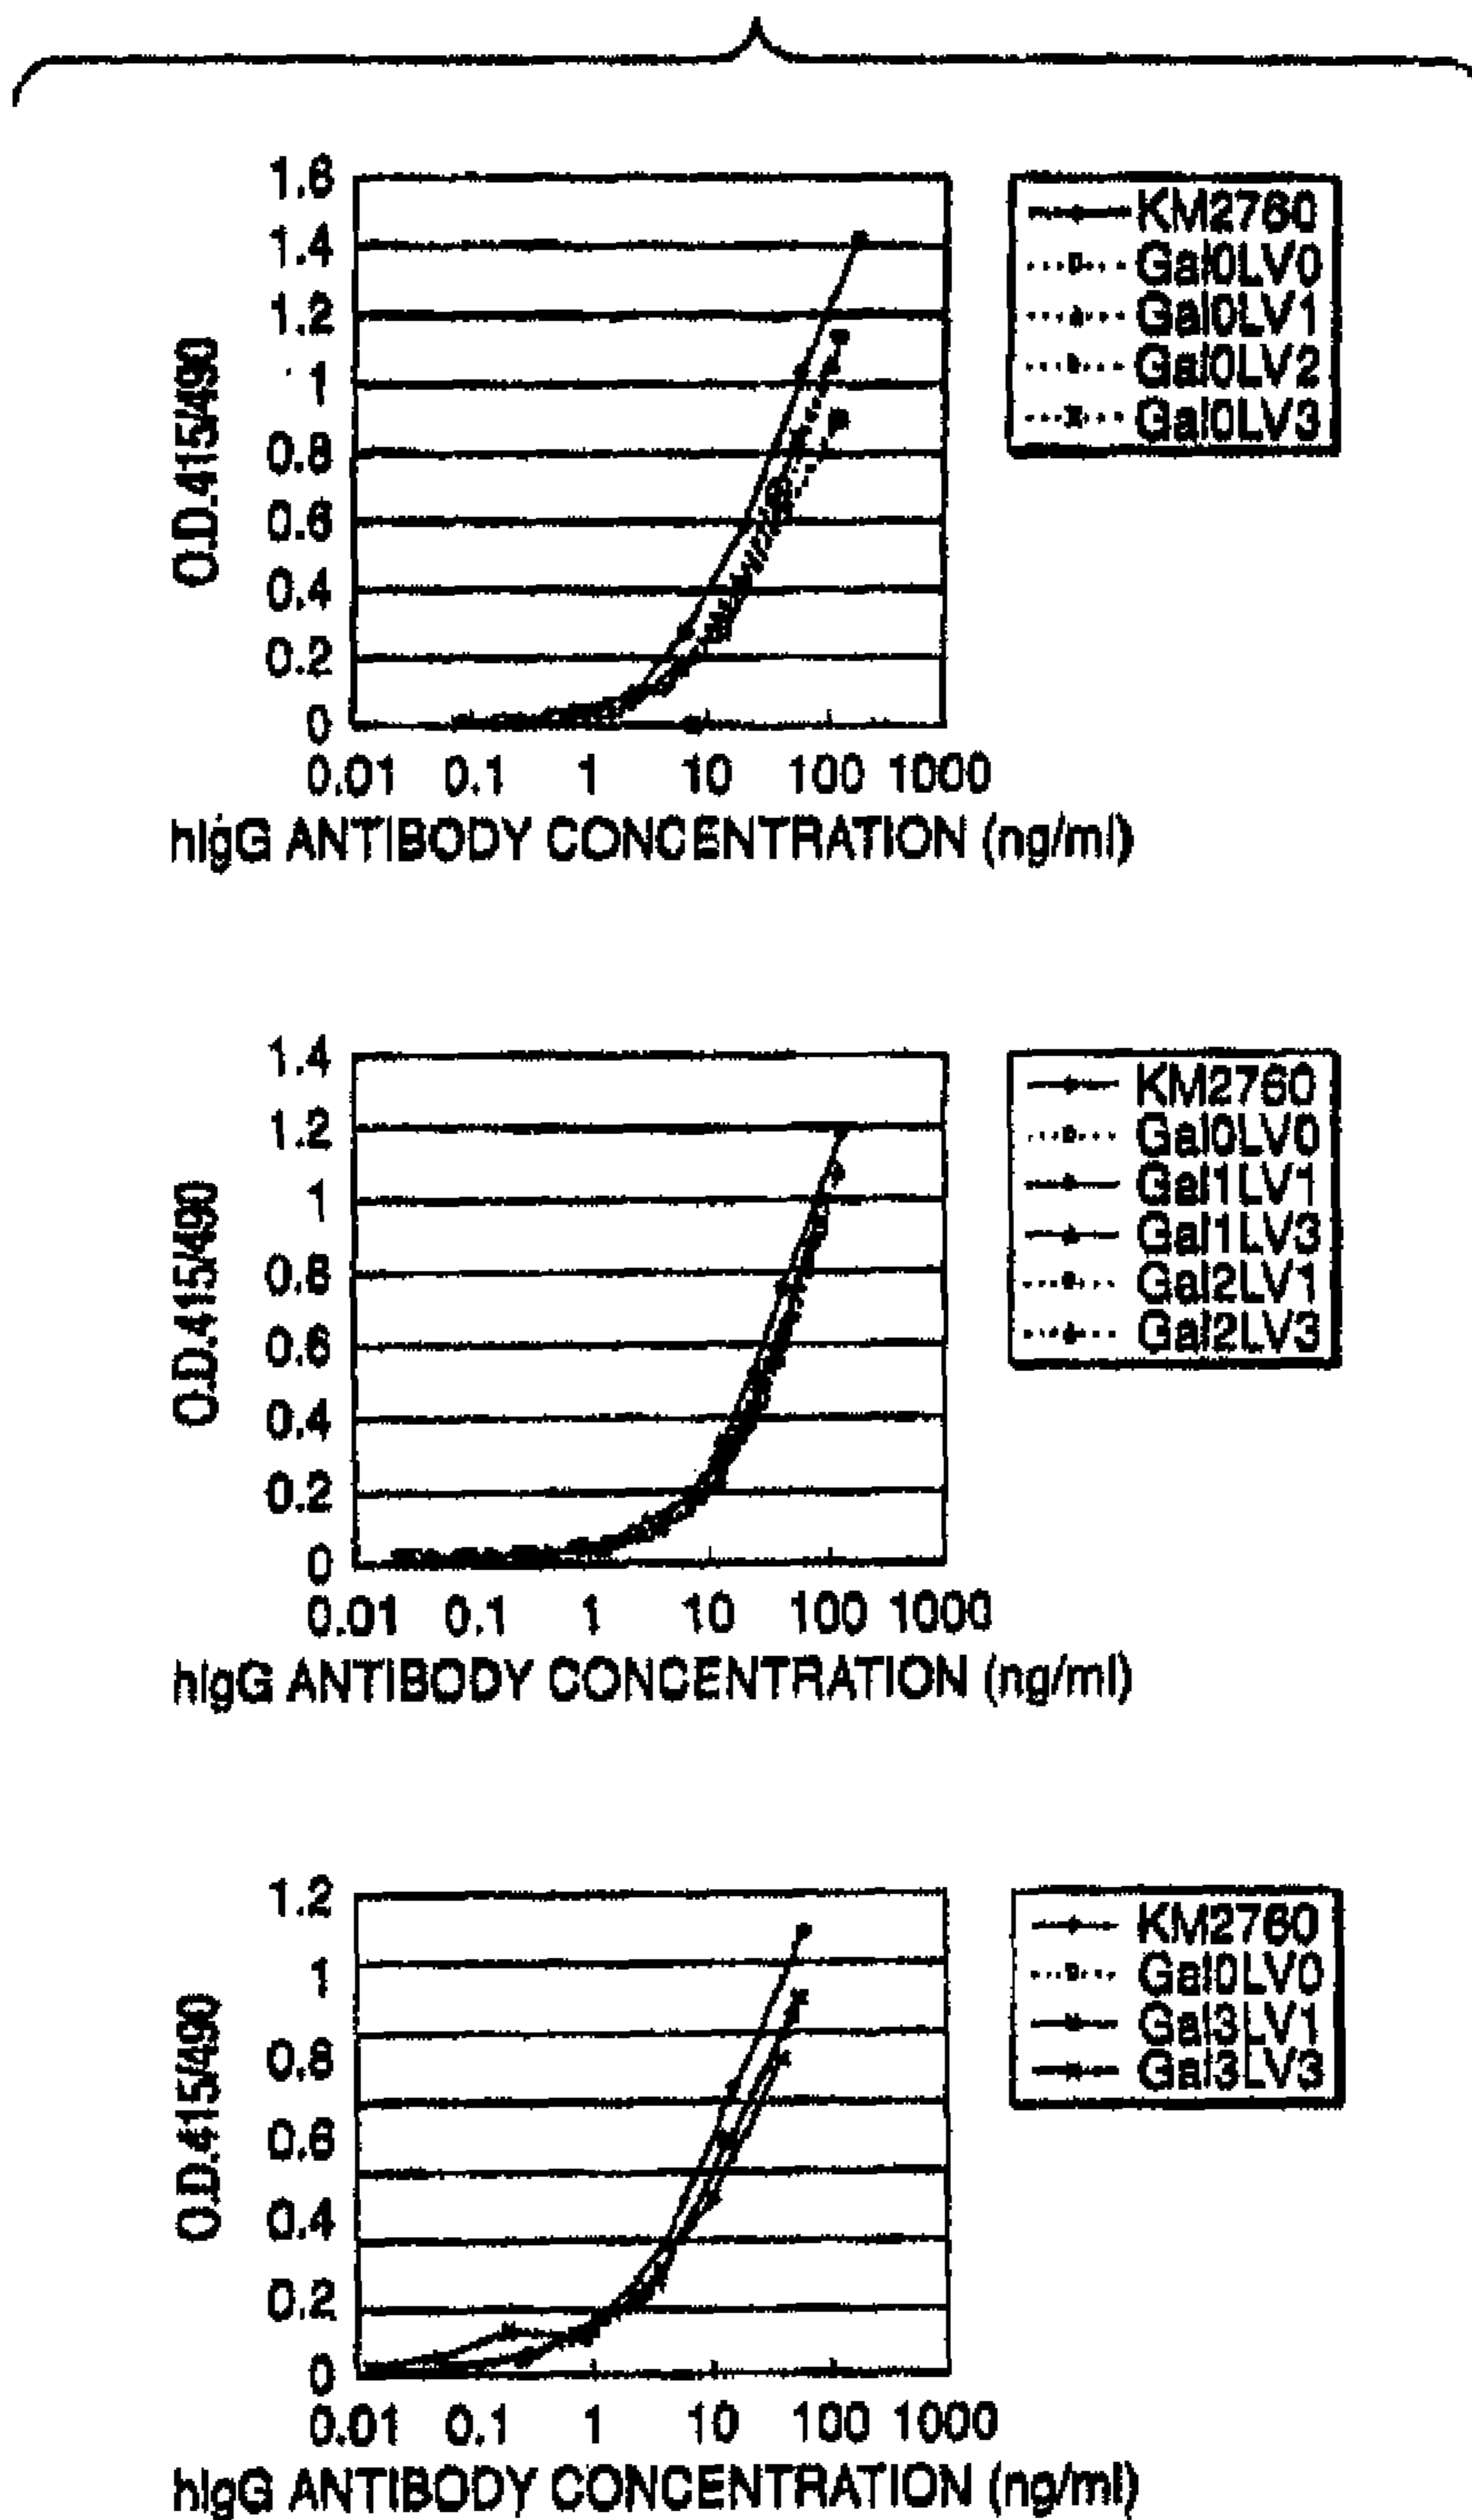 1.6
1.4
1.2
1
0.8
0.6
0.4
0.2
0
O.D.415/490
0.01 0.1 1 10 100 1000
hIgG ANTIBODY CONCENTRATION (ng/ml)
KM2760
Gal0LV0
Gal0LV1
Gal0LV2
Gal0LV3
1.4
1.2
1
0.8
0.6
0.4
0.2
0
O.D.415/490
0.01 0.1 1 10 100 1000
hIgG ANTIBODY CONCENTRATION (ng/ml)
KM2760
Gal0LV0
Gal1LV1
Gal1LV3
Gal2LV1
Gal2LV3
1.2
1
0.8
0.6
0.4
0.2
0
O.D.415/490
0.01 0.1 1 10 100 1000
hIgG ANTIBODY CONCENTRATION (ng/ml)
KM2760
Gal0LV0
Gal3LV1
Gal3LV3